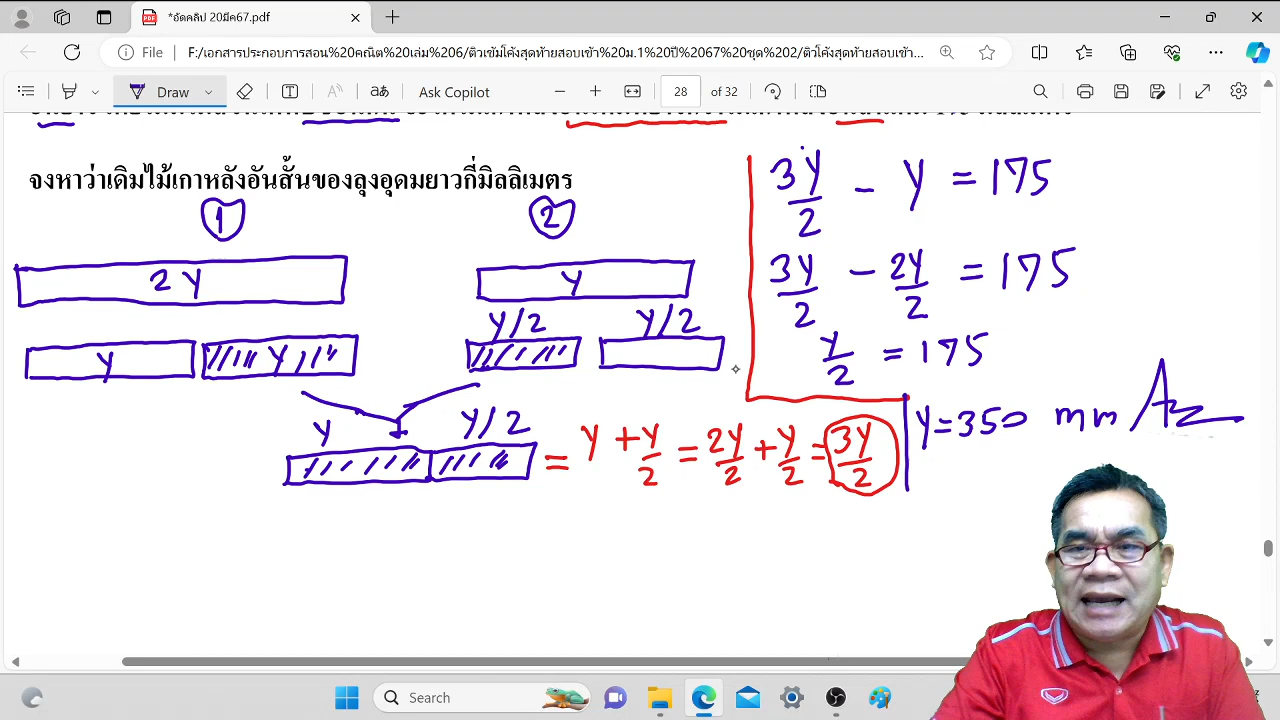 *อัดคลิป 20มีค67.pdf
File
F:/เอกสารประกอบการสอน%20คณิต%20เล่ม%206/ติวเข้มโค้งสุดท้ายสอบเข้า%20ม.1%20ปี%2067%20ชุด%202/ติวโค้งสุดท้ายสอบเข้า...
Draw
Ask Copilot
28 of 32
จงหาว่าเดิมไม้เกาหลังอันสั้นของลุงอุดมยาวกี่มิลลิเมตร
1
2
2Y
Y
Y/2 Y/2
Y
Y
Y Y/2
= Y + Y/2 = 2Y/2 + Y/2 = 3Y/2
3Y/2 - Y = 175
3Y/2 - 2Y/2 = 175
Y/2 = 175
Y = 350 mm
Search